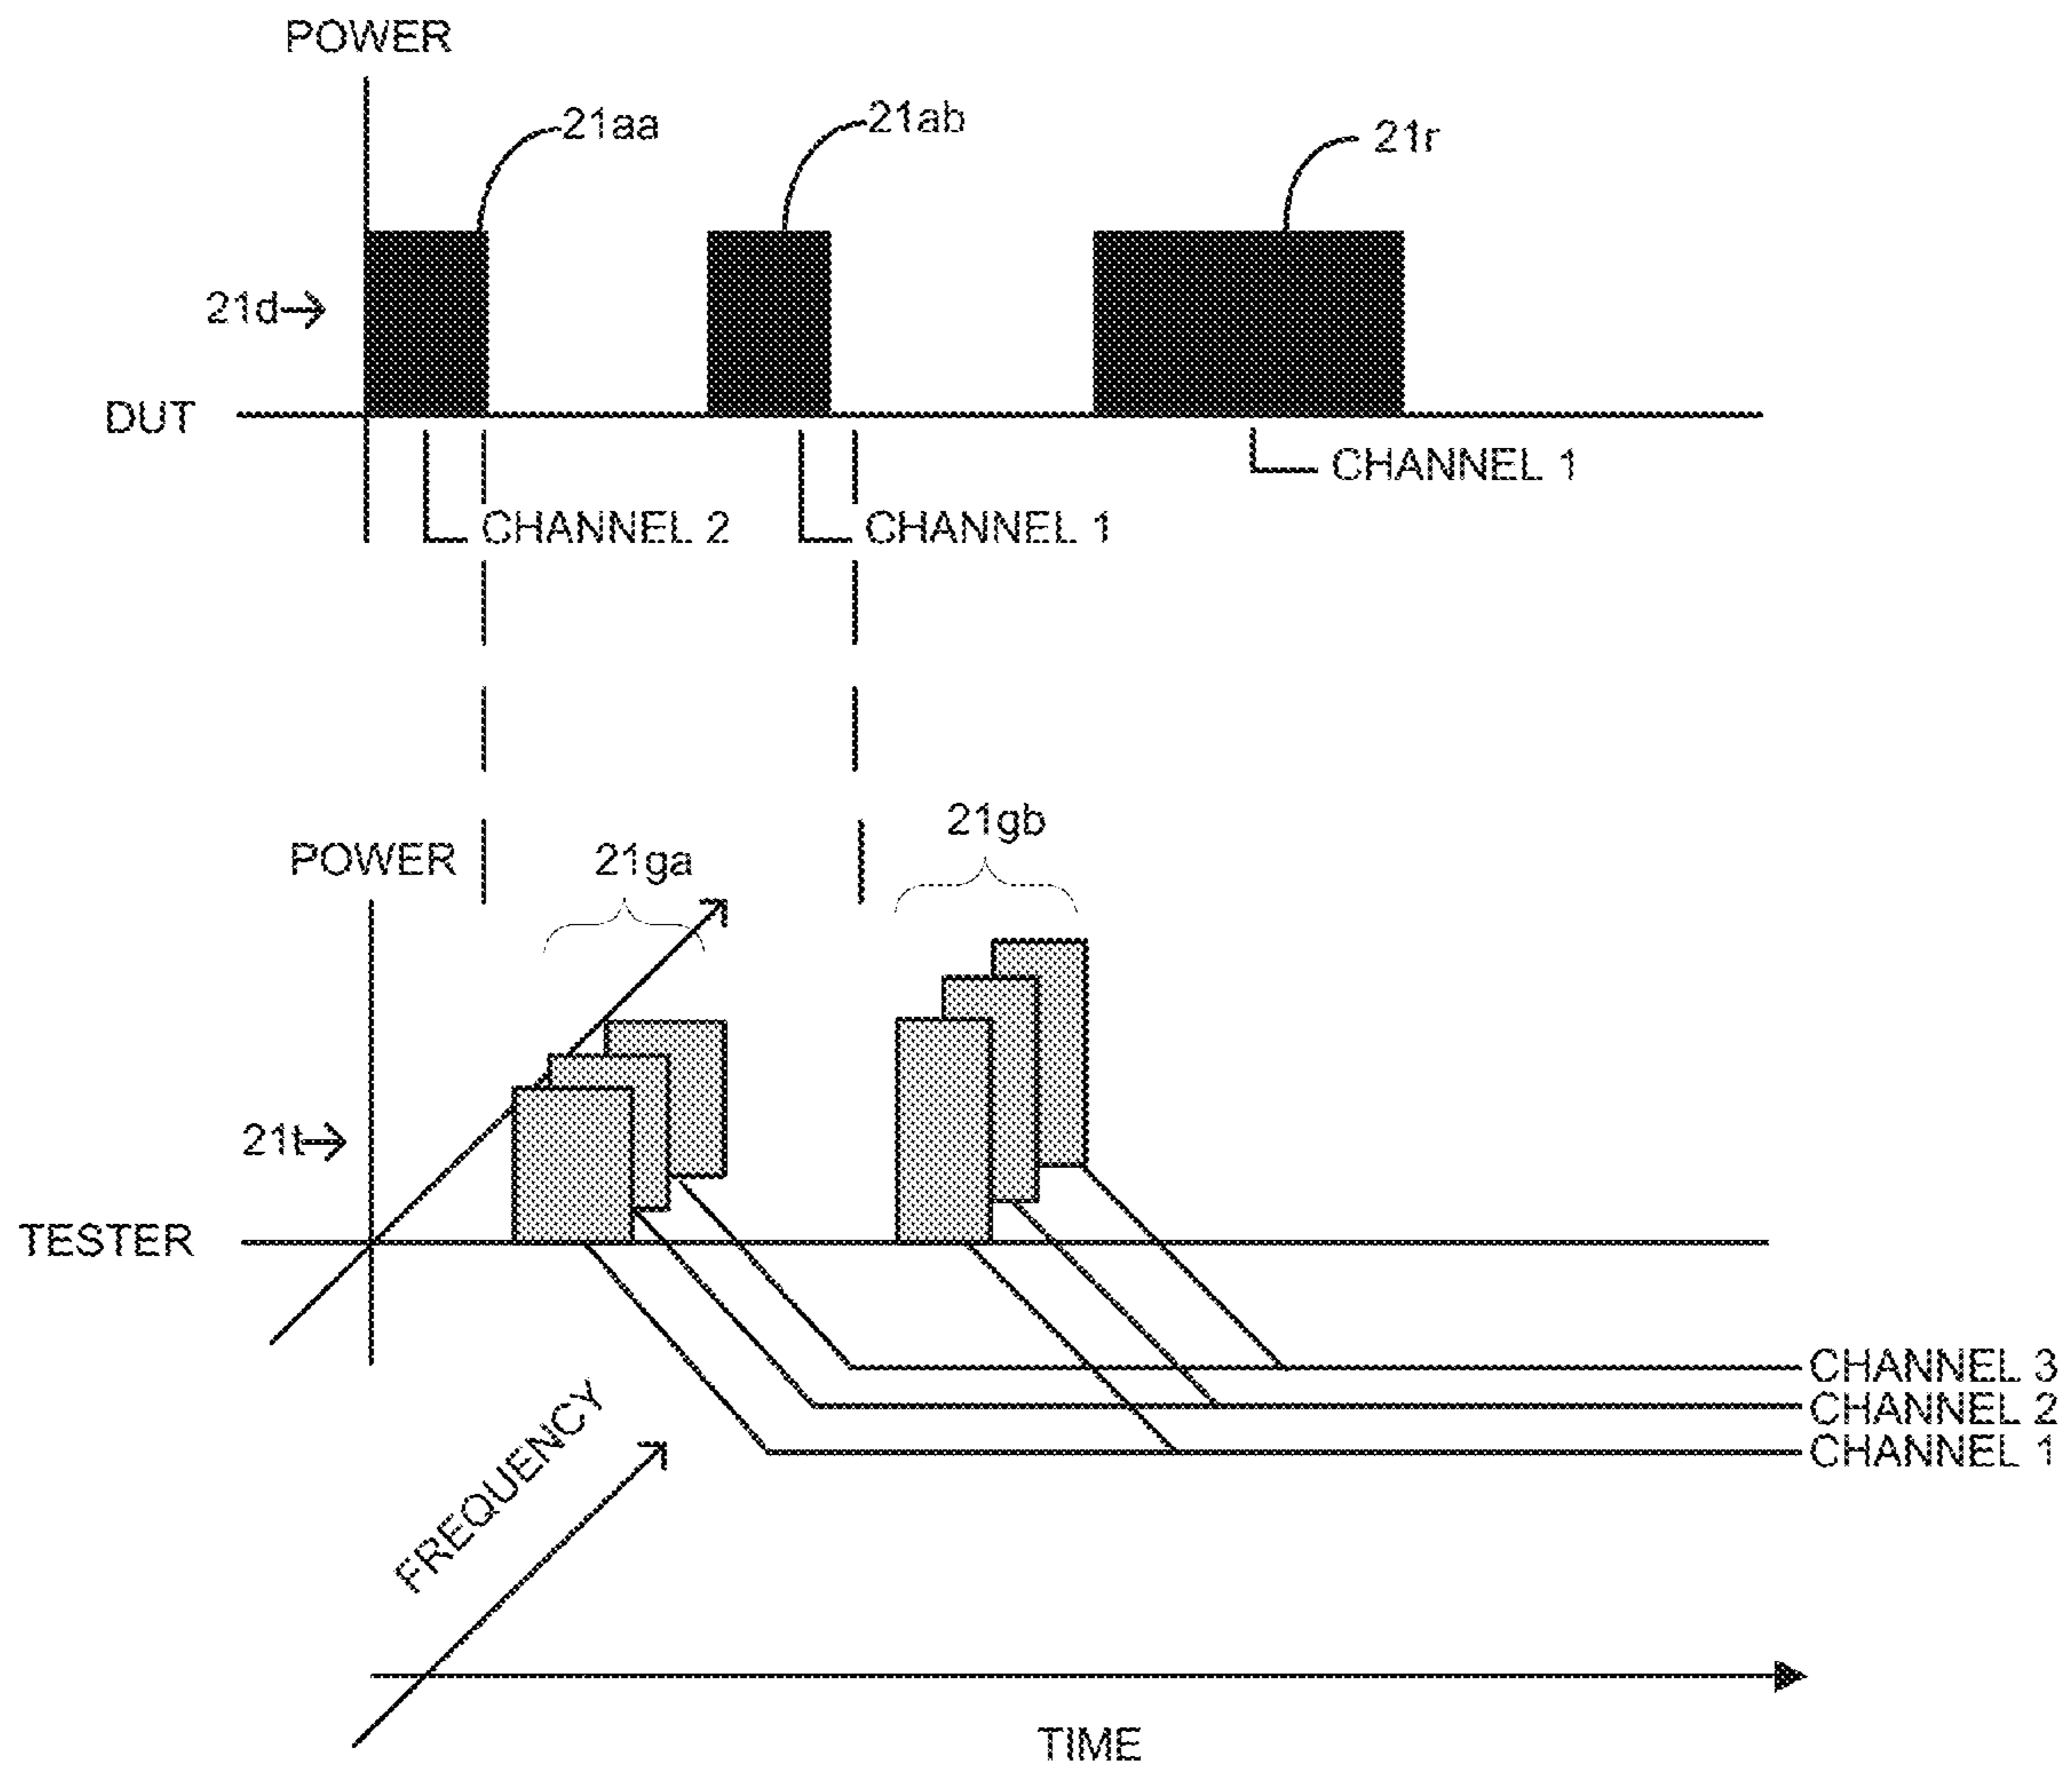 POWER
21aa
21ab
21r
21d
DUT
CHANNEL 1
CHANNEL 2
CHANNEL 1
21gb
POWER
21ga
21t
TESTER
CHANNEL 3
CHANNEL 2
CHANNEL 1
FREQUENCY
TIME